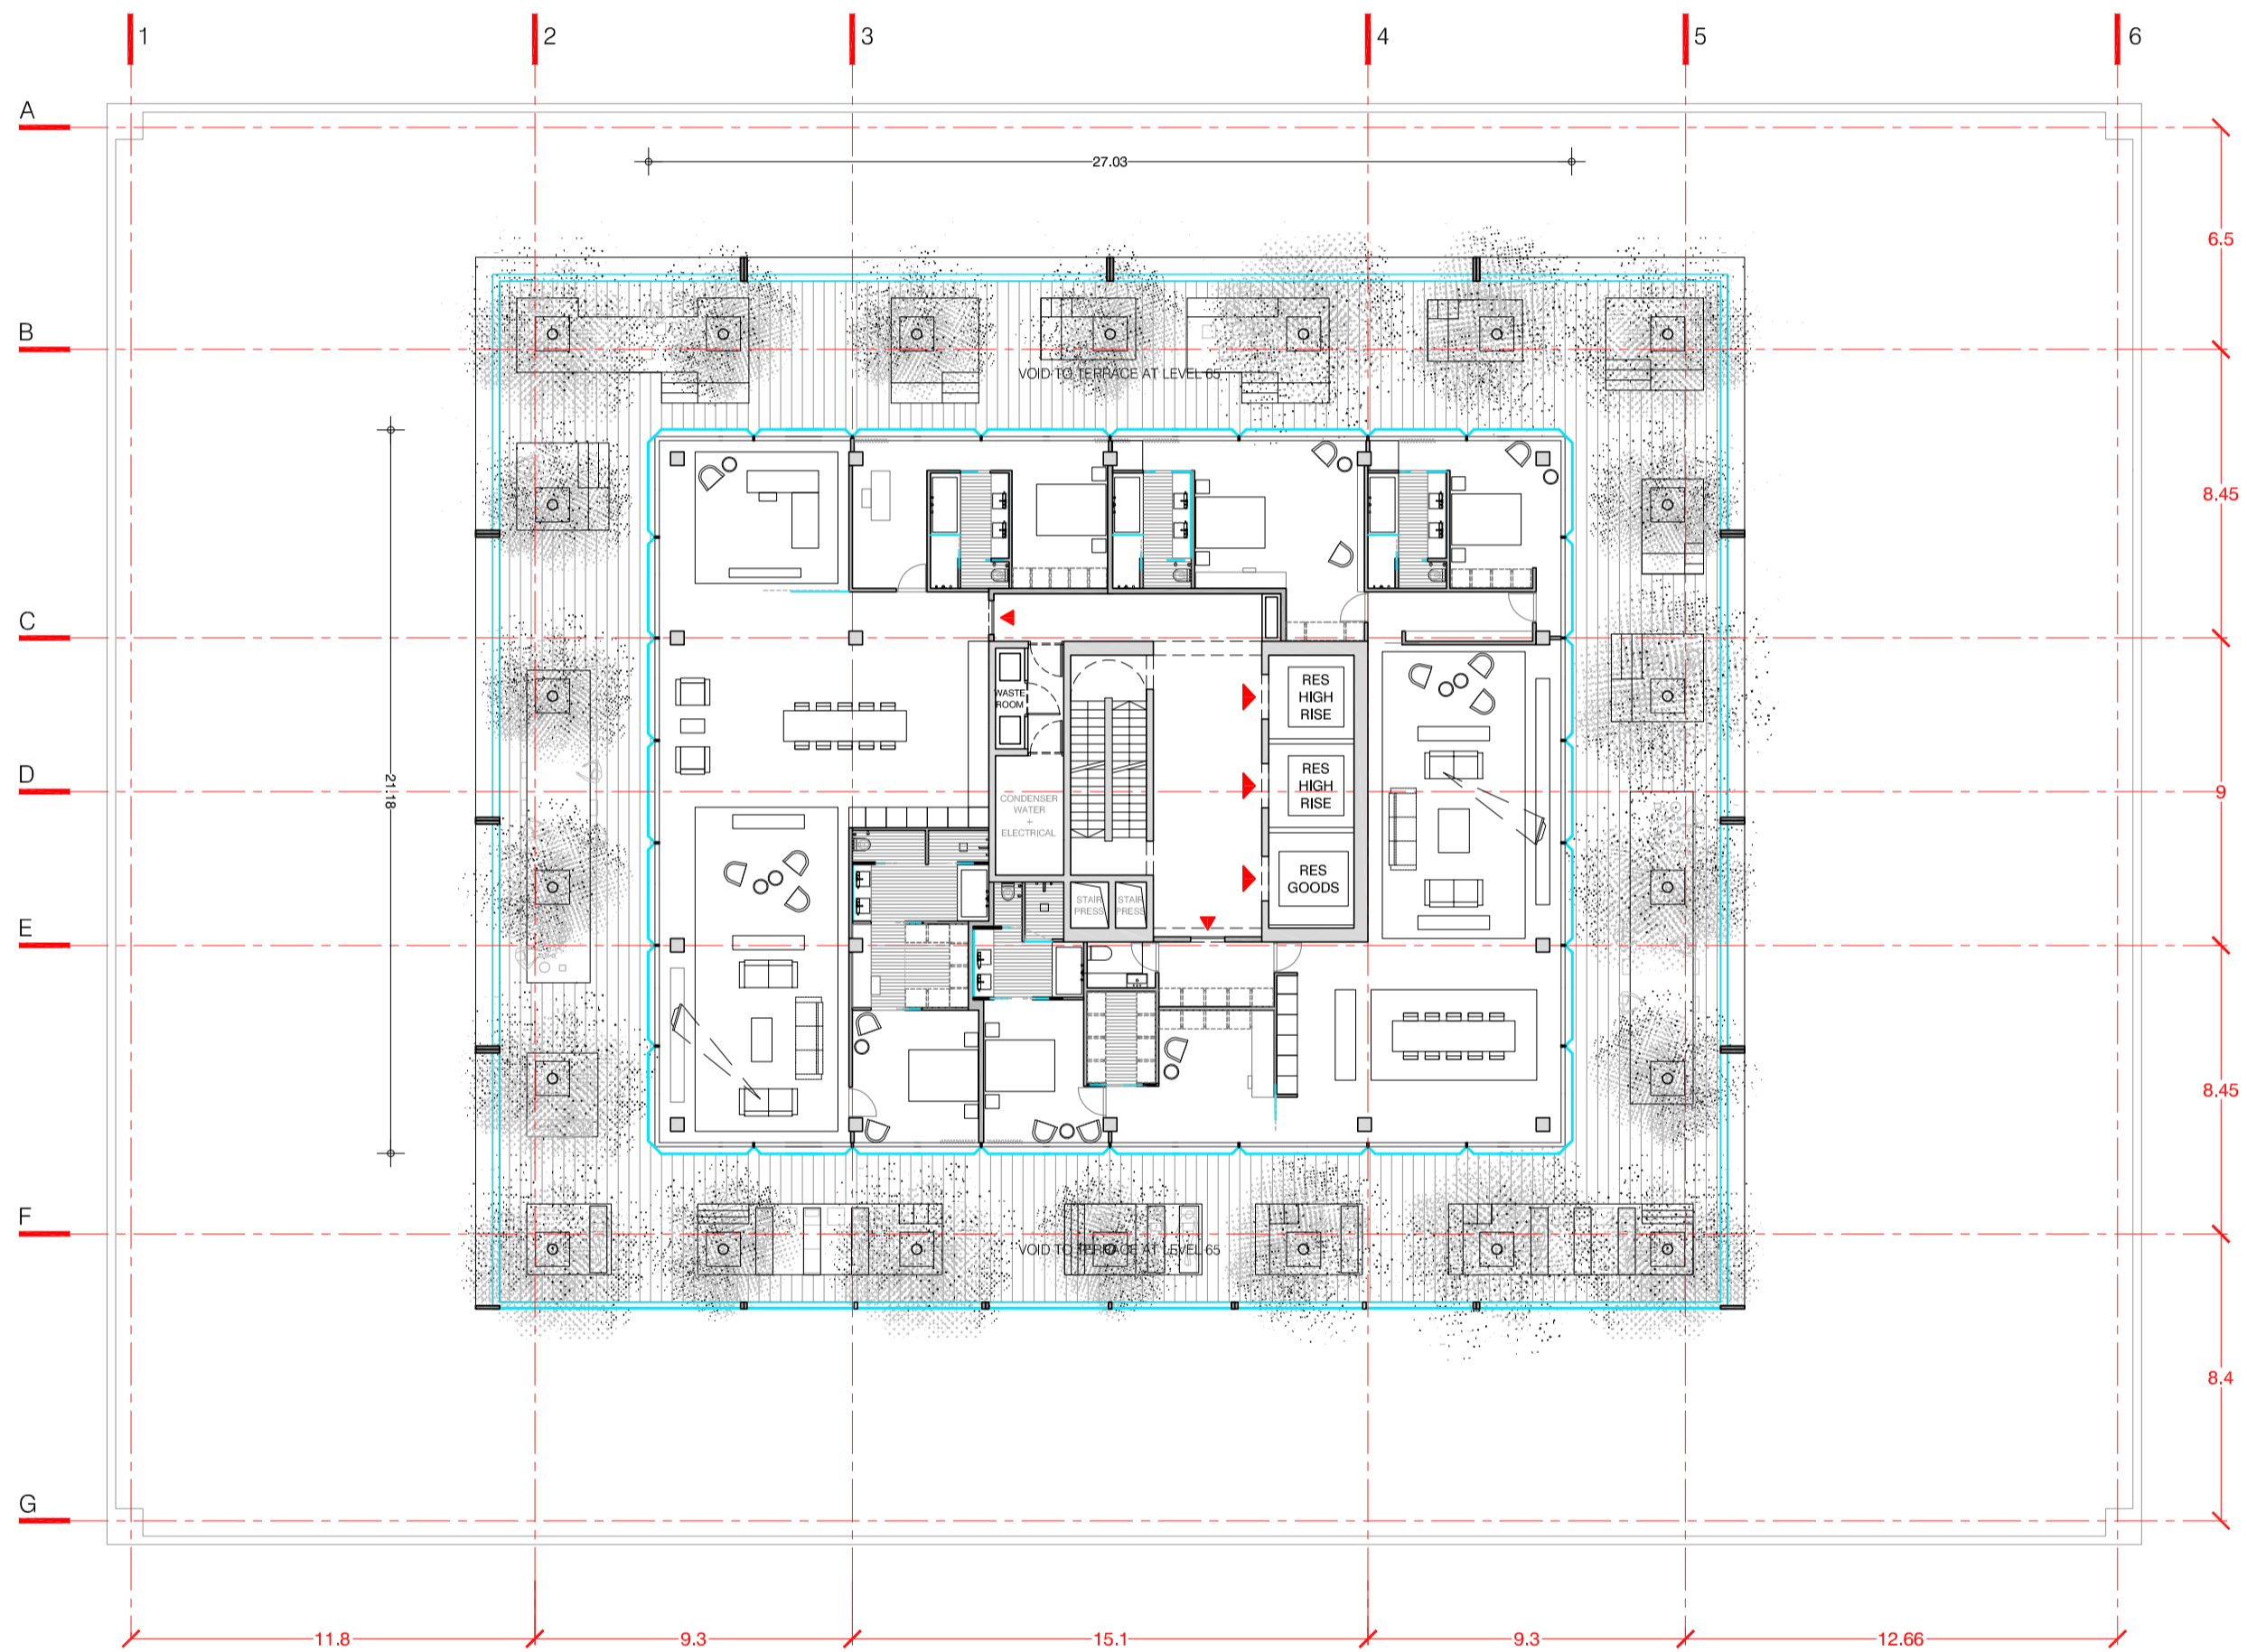 1
2
3
4
5
6
A
27.03
6.5
B
VOID TO TERRACE AT LEVEL 65
8.45
C
WASTE
ROOM
RES
HIGH
RISE
21.18
D
CONDENSER
WATER
+
ELECTRICAL
RES
HIGH
RISE
9
RES
GOODS
STAIR
PRESS
STAIR
PRESS
E
8.45
F
VOID TO TERRACE AT LEVEL 65
8.4
G
11.8
9.3
15.1
9.3
12.66